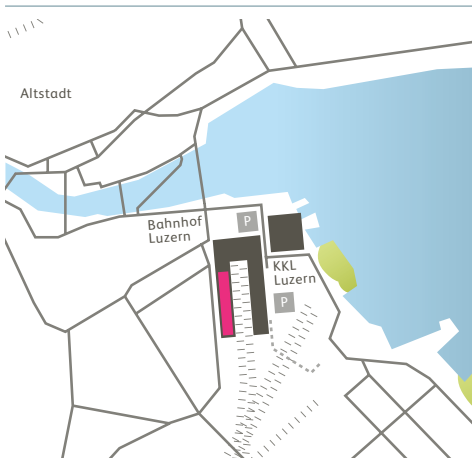 Altstadt
P
Bahnhof
Luzern
KKL
Luzern
P